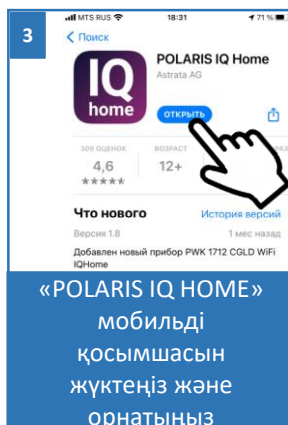 MTS RUS 18:31 71 %
3
Поиск
IQ
home
POLARIS IQ Home
Astrata AG
ОТКРЫТЬ
309 ОЦЕНОК ВОЗРАСТ
4,6 12+
Что нового История версий
Версия 1.8 1 мес назад
Добавлен новый прибор PWK 1712 CGLD WiFi
IQHome
«POLARIS IQ HOME»
мобильді
қосымшасын
жүктеңіз және
орнатыңыз